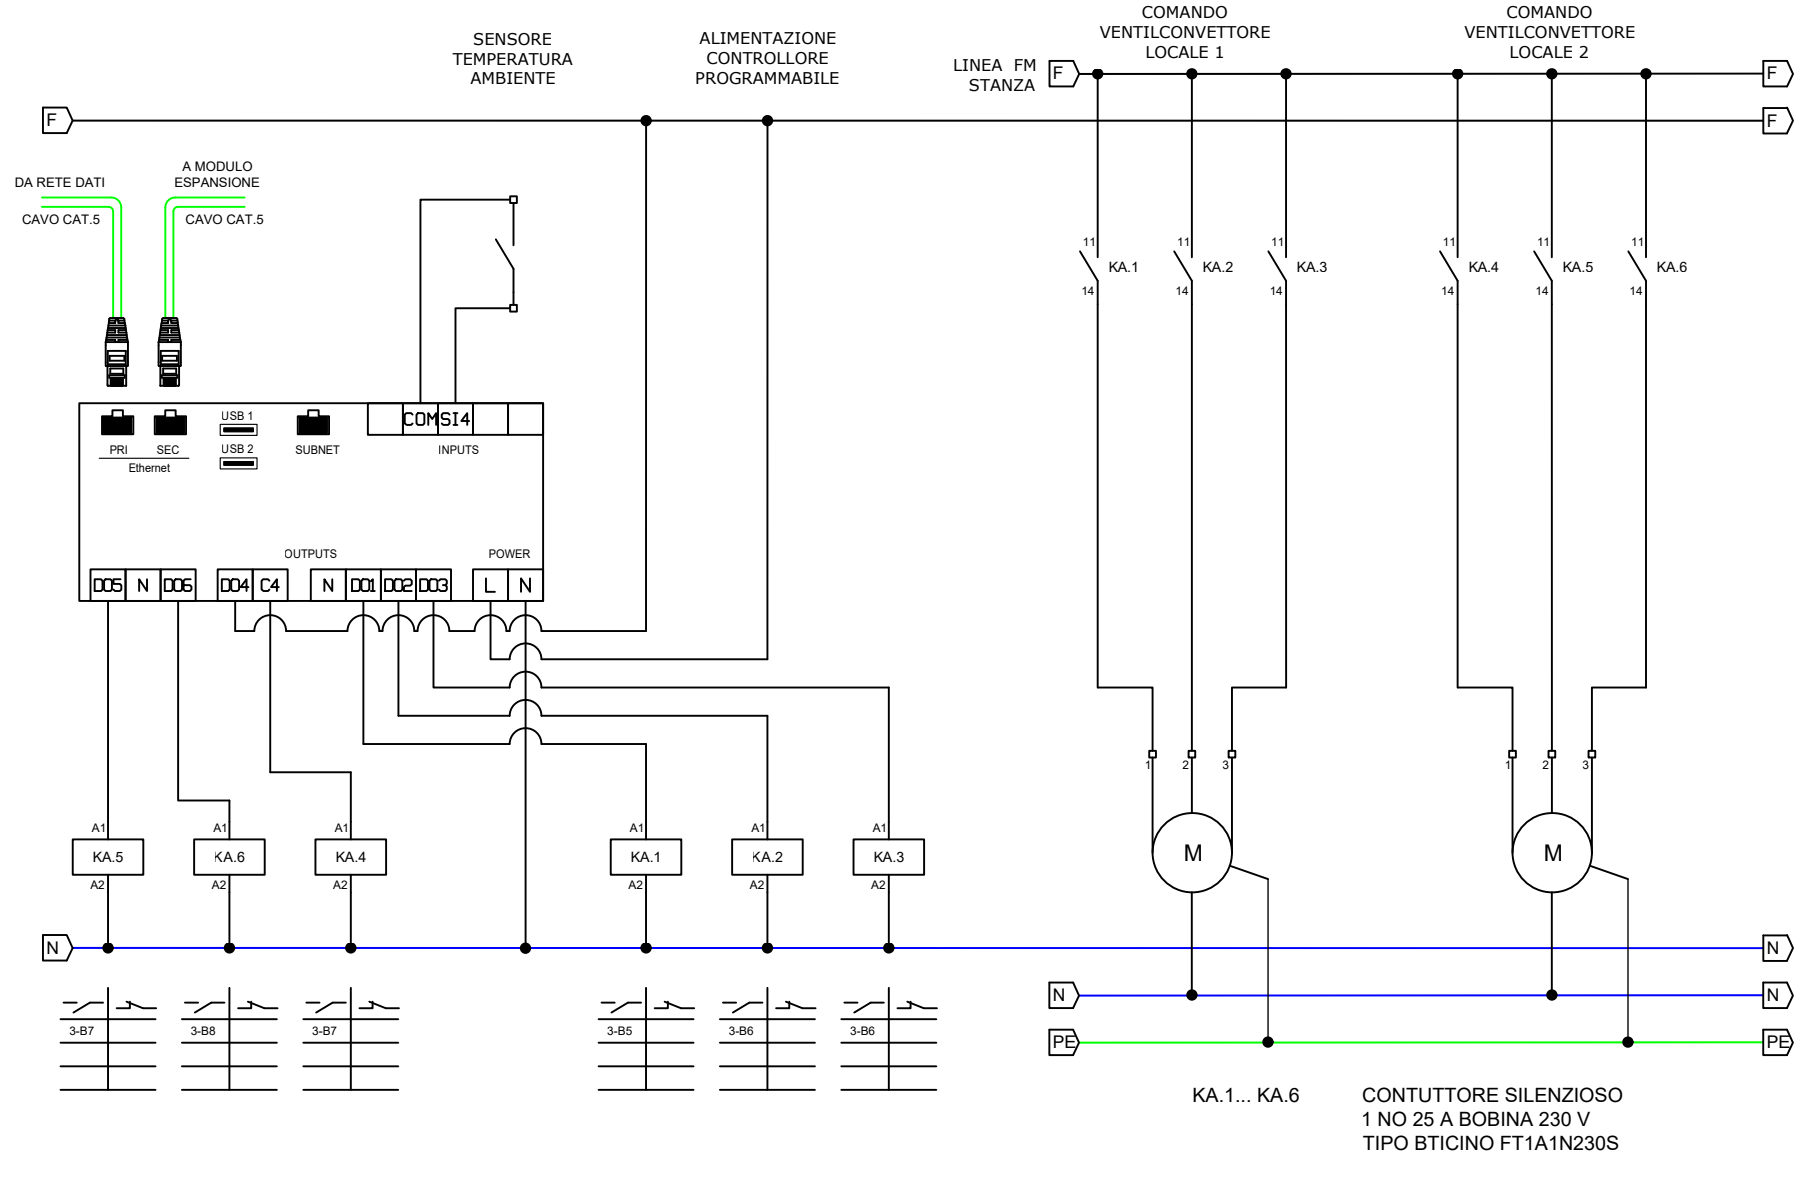 COMANDO
VENTILCONVETTORE
LOCALE 1
COMANDO
VENTILCONVETTORE
LOCALE 2
SENSORE
TEMPERATURA
AMBIENTE
ALIMENTAZIONE
CONTROLLORE
PROGRAMMABILE
LINEA FM
STANZA
F
F
F
F
DA RETE DATI
CAVO CAT.5
A MODULO
ESPANSIONE
CAVO CAT.5
11 KA.1 14
11 KA.2 14
11 KA.3 14
11 KA.4 14
11 KA.5 14
11 KA.6 14
PRI
SEC
Ethernet
USB 1
USB 2
SUBNET
COM SI4
INPUTS
OUTPUTS
POWER
DO5 N DO6 DO4 C4 N DO1 DO2 DO3 L N
1 2 3
1 2 3
M
M
A1 KA.5 A2
A1 KA.6 A2
A1 KA.4 A2
A1 KA.1 A2
A1 KA.2 A2
A1 KA.3 A2
N
N
N
N
PE
PE
3-B7
3-B8
3-B7
3-B5
3-B6
3-B6
KA.1... KA.6
CONTUTTORE SILENZIOSO
1 NO 25 A BOBINA 230 V
TIPO BTICINO FT1A1N230S